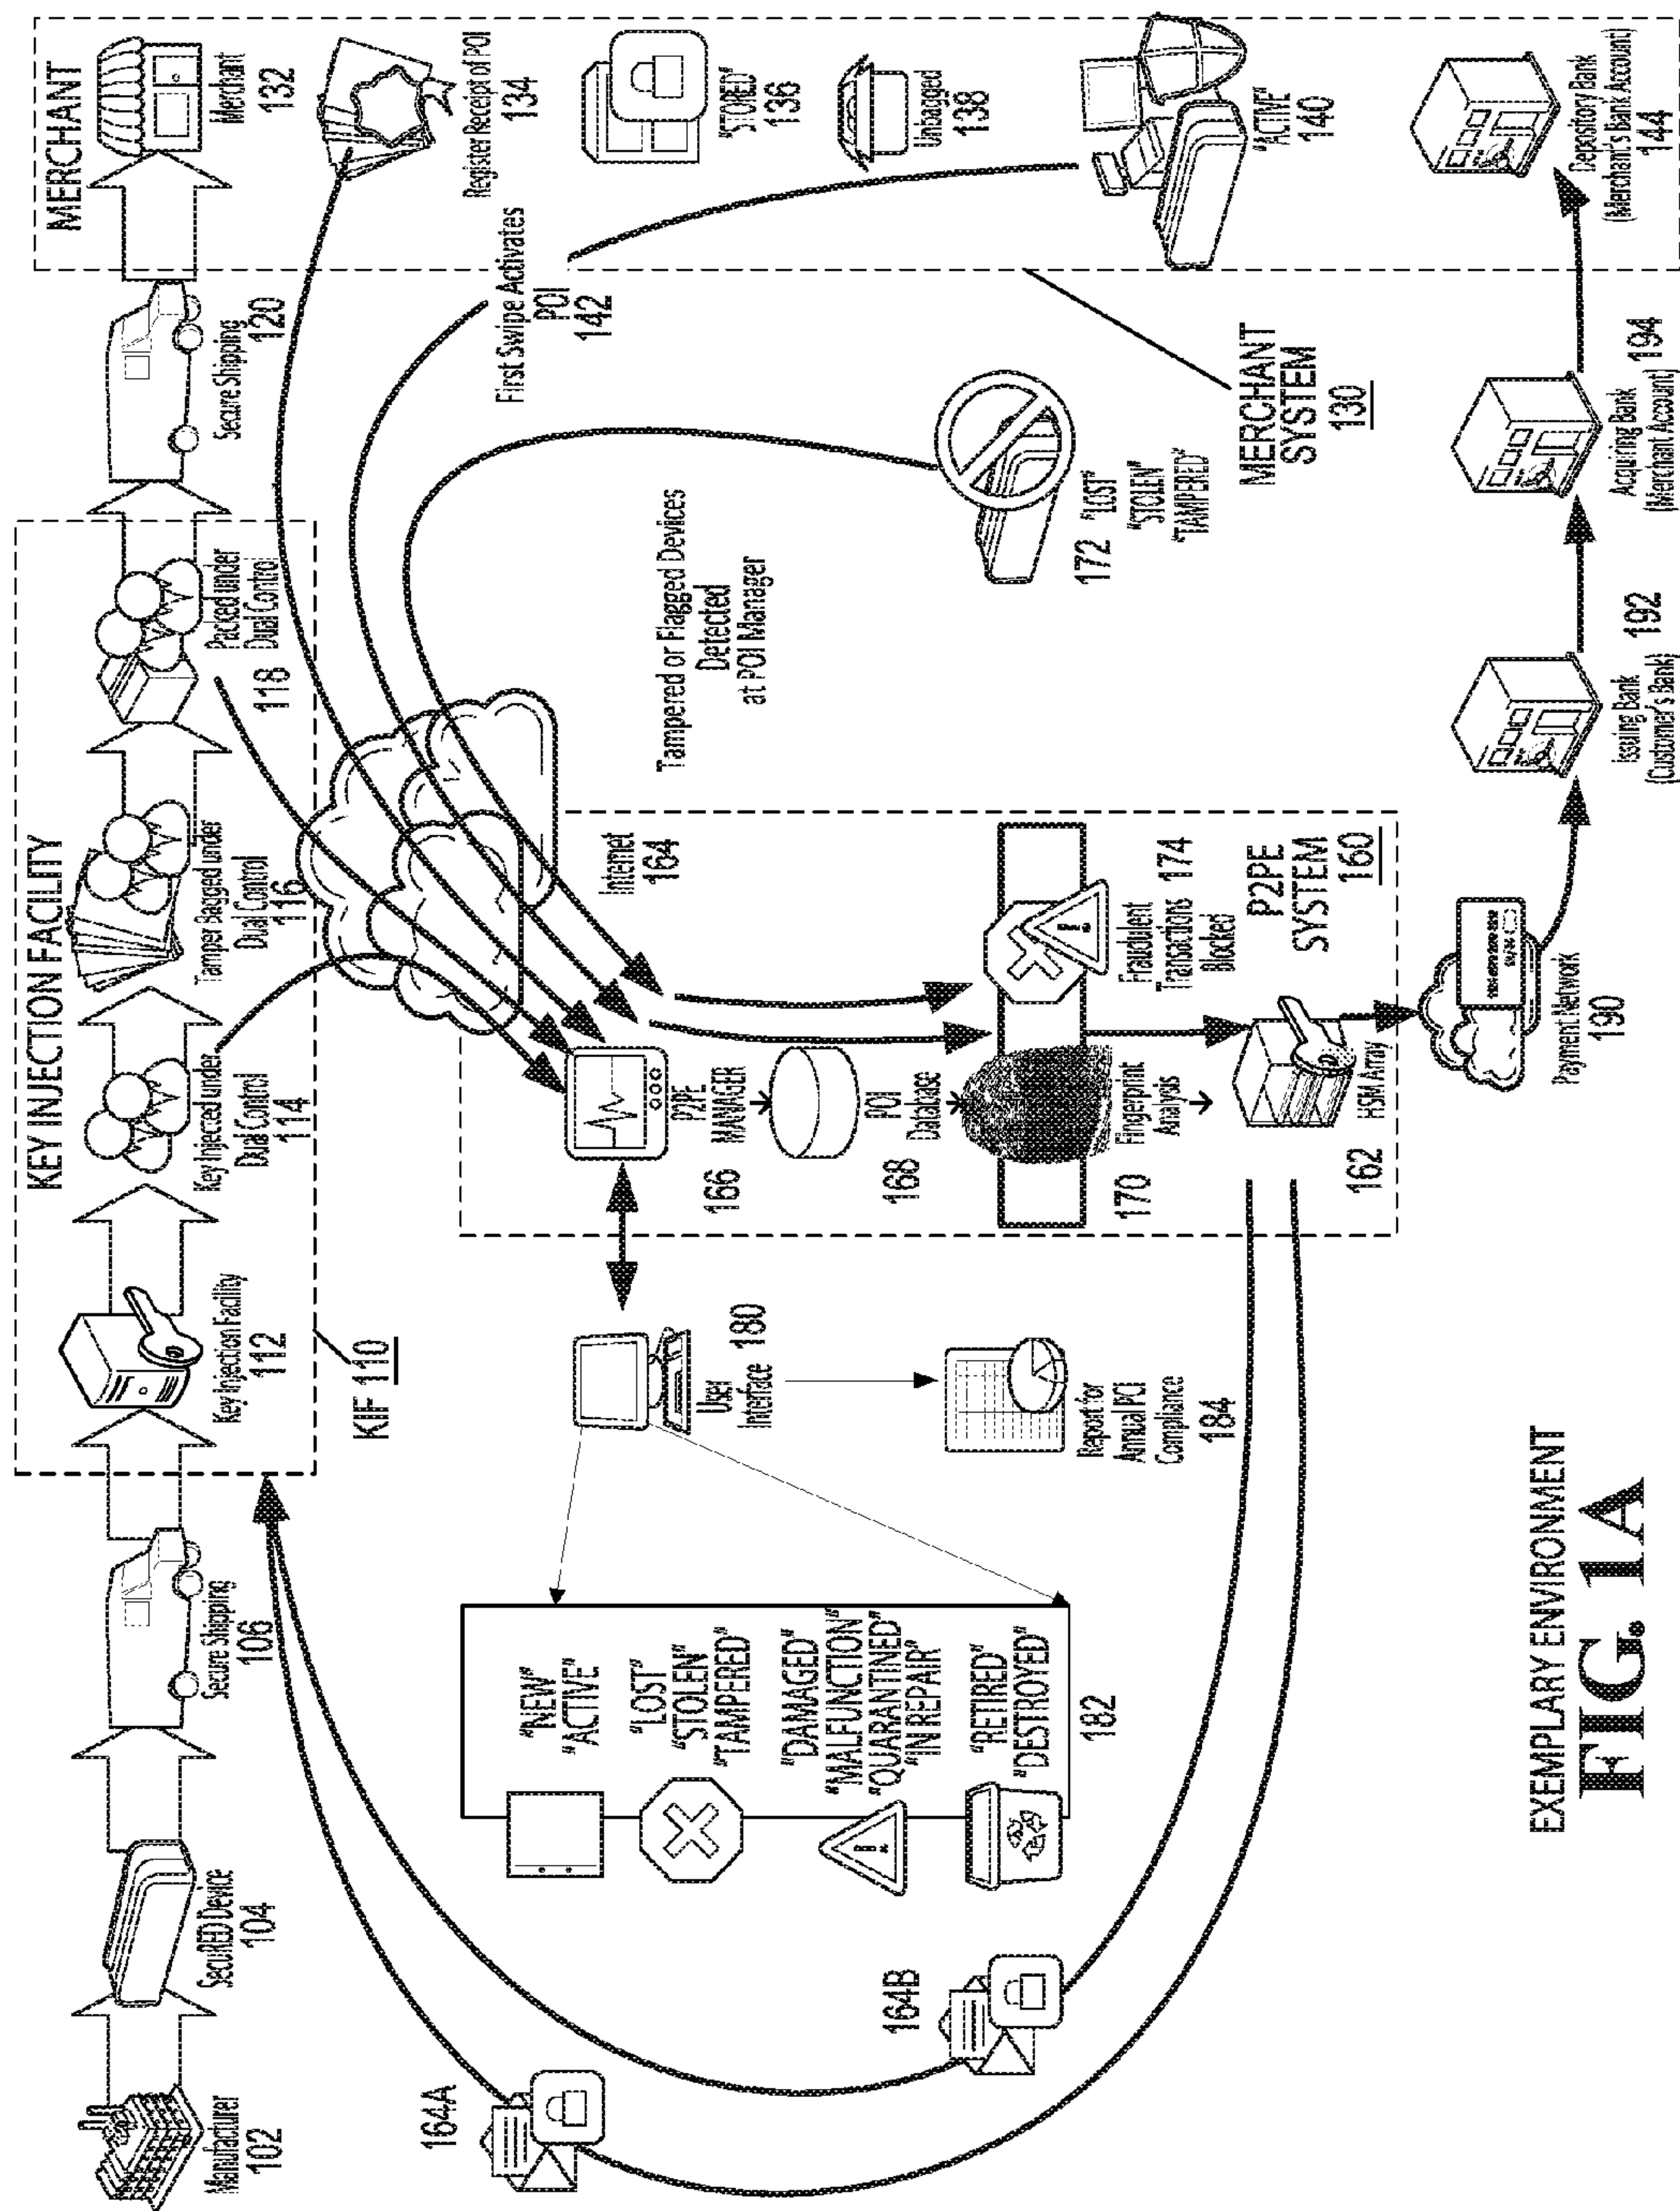 KEY INJECTION FACILITY
MERCHANT
Manufacturer
102
SecuRED Device
104
Secure Shipping
106
Key Injection Facility
112
Key Injected under
Dual Control
114
Tamper Bagged under
Dual Control
116
Packed under
Dual Control
118
Secure Shipping
120
Merchant
132
KIF 110
Register Receipt of POI
134
"STORED"
136
Unbagged
138
"ACTIVE"
140
First Swipe Activates
POI
142
Internet
164
Tampered or Flagged Devices
Detected
at POI Manager
172 "LOST"
"STOLEN"
"TAMPERED"
MERCHANT
SYSTEM
130
164A
164B
"NEW"
"ACTIVE"
"LOST"
"STOLEN"
"TAMPERED"
"DAMAGED"
"MALFUNCTION"
"QUARANTINED"
"IN REPAIR"
"RETIRED"
"DESTROYED"
182
User
Interface 180
Report for
Annual PCI
Compliance
184
P2PE
MANAGER
166
POI
Database
168
Fingerprint
Analysis
170
Fraudulent
Transactions 174
Blocked
P2PE
SYSTEM
160
HSM Array
162
Payment Network
190
Issuing Bank 192
(Customer's Bank)
Acquiring Bank 194
(Merchant Account)
Depository Bank
(Merchant's Bank Account)
144
EXEMPLARY ENVIRONMENT
FIG. 1A